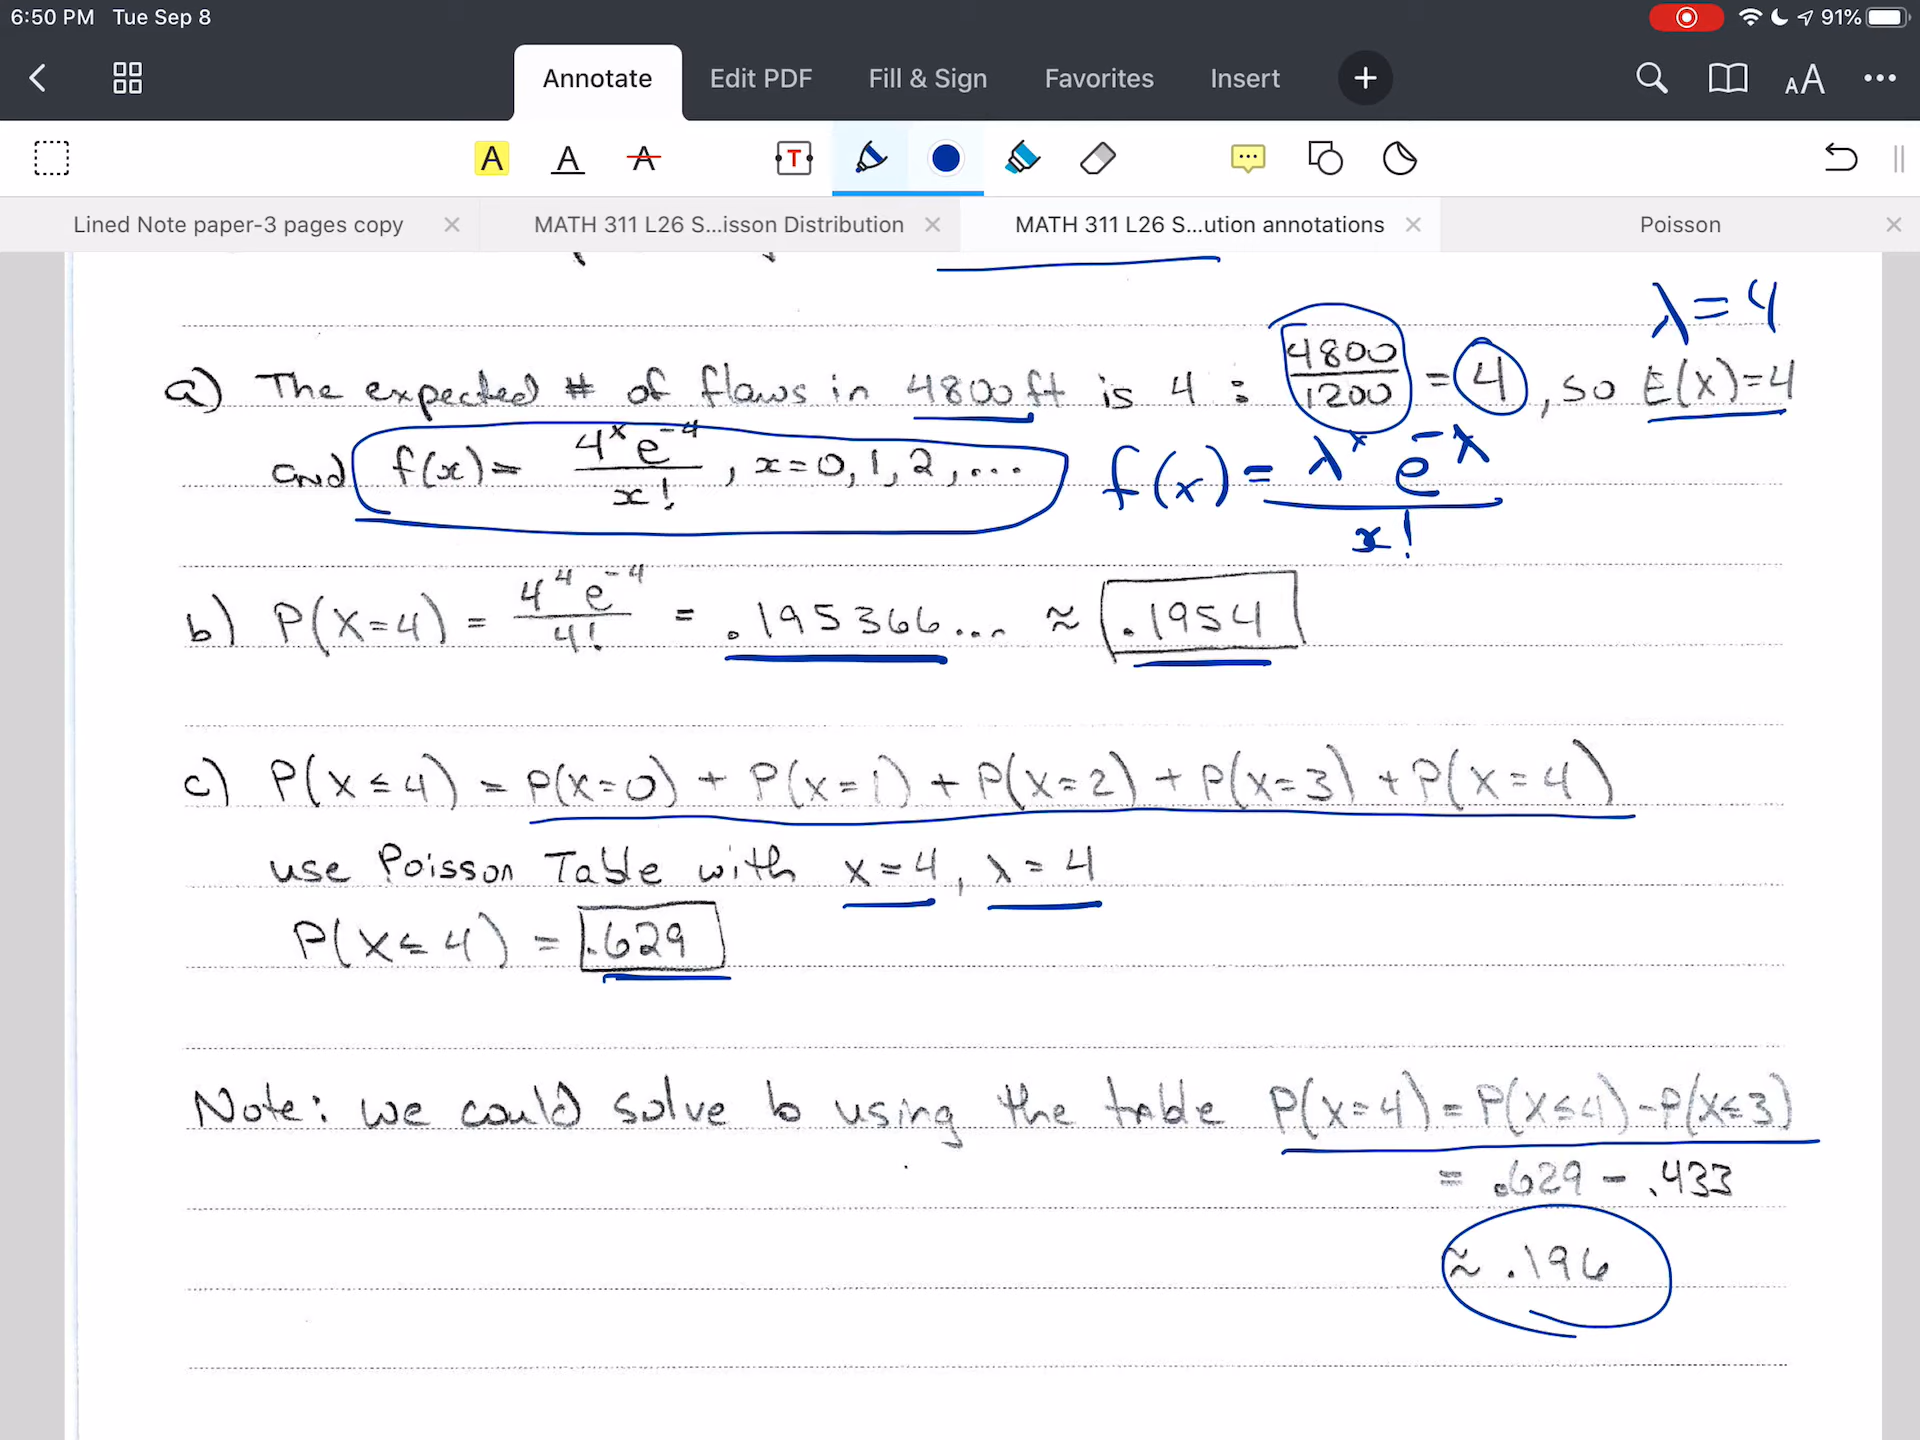 6:50 PM Tue Sep 8 91%
Annotate Edit PDF Fill & Sign Favorites Insert
A A A T
Lined Note paper-3 pages copy MATH 311 L26 S...isson Distribution MATH 311 L26 S...ution annotations Poisson
λ = 4
a) The expected # of flaws in 4800 ft is 4 : 4800/1200 = 4, so E(x)=4
and f(x) = 4^x e^-4 / x! , x=0,1,2,... f(x) = λ^x e^-λ / x!
b) P(X=4) = 4^4 e^-4 / 4! = .195366... ≈ .1954
c) P(X ≤ 4) = P(X=0) + P(X=1) + P(X=2) + P(X=3) + P(X=4)
use Poisson Table with x=4, λ=4
P(X ≤ 4) = .629
Note: we could solve b using the table P(X=4) = P(X≤4) - P(X≤3)
= .629 - .433
≈ .196